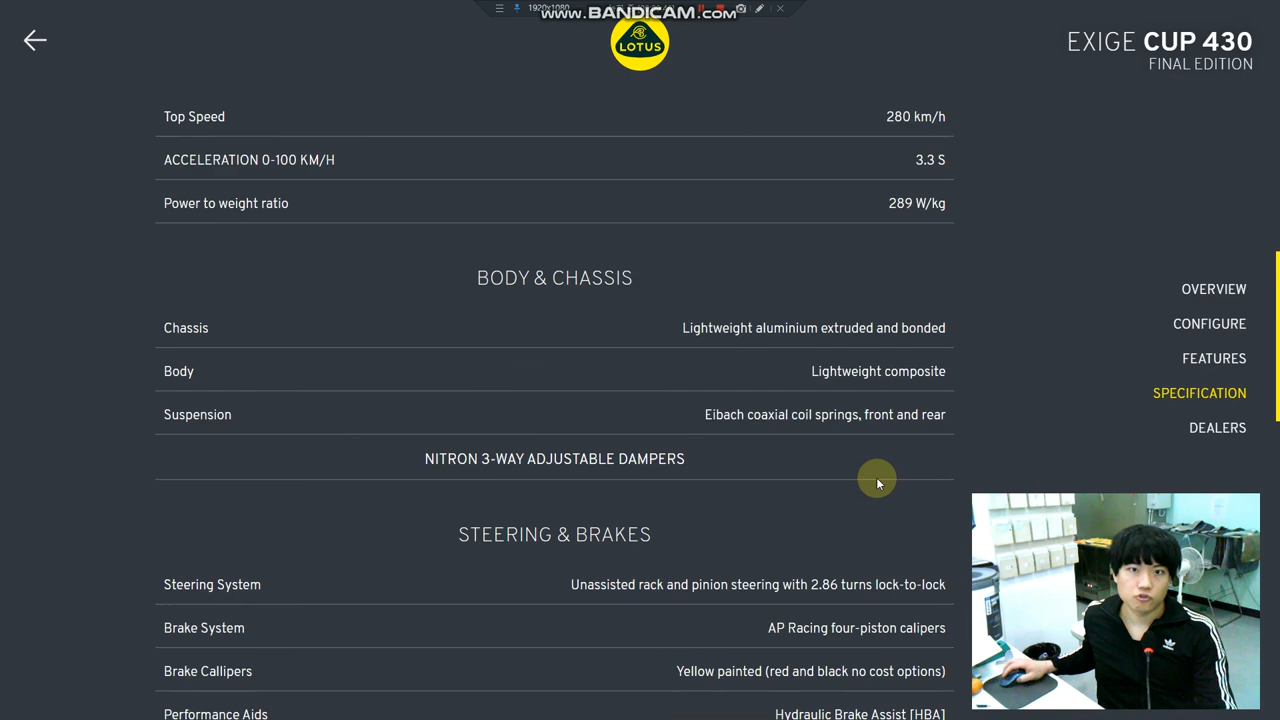 1920x1080
www.BANDICAM.com
LOTUS
EXIGE CUP 430
FINAL EDITION
Top Speed 280 km/h
ACCELERATION 0-100 KM/H 3.3 S
Power to weight ratio 289 W/kg
BODY & CHASSIS
Chassis Lightweight aluminium extruded and bonded
Body Lightweight composite
Suspension Eibach coaxial coil springs, front and rear
NITRON 3-WAY ADJUSTABLE DAMPERS
STEERING & BRAKES
Steering System Unassisted rack and pinion steering with 2.86 turns lock-to-lock
Brake System AP Racing four-piston calipers
Brake Callipers Yellow painted (red and black no cost options)
Performance Aids Hydraulic Brake Assist [HBA]
OVERVIEW
CONFIGURE
FEATURES
SPECIFICATION
DEALERS